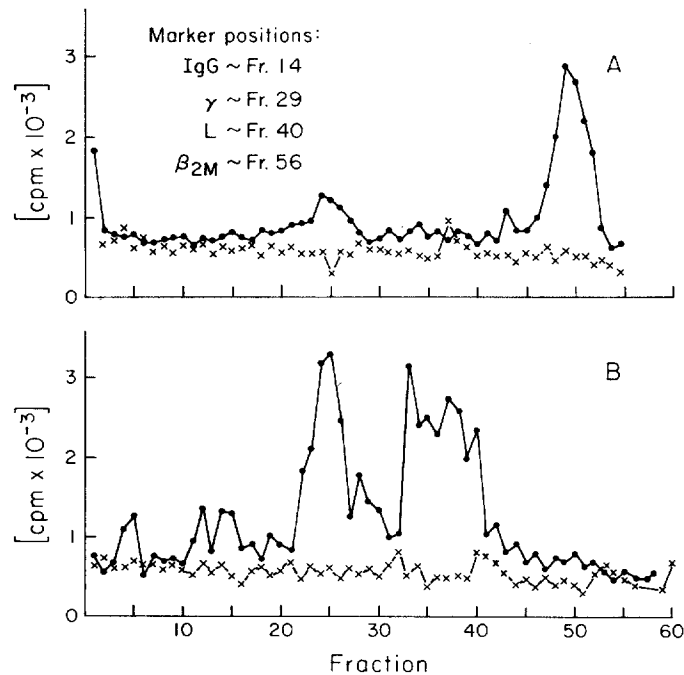 Marker positions:
IgG ~ Fr. 14
γ ~ Fr. 29
L ~ Fr. 40
β2M ~ Fr. 56
A
[cpm x 10⁻³]
3
2
1
0
B
[cpm x 10⁻³]
3
2
1
0
10 20 30 40 50 60
Fraction